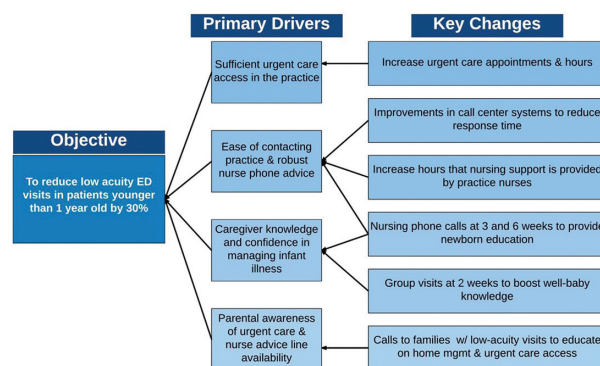 Primary Drivers
Key Changes
Objective
To reduce low acuity ED
visits in patients younger
than 1 year old by 30%
Sufficient urgent care
access in the practice
Ease of contacting
practice & robust
nurse phone advice
Caregiver knowledge
and confidence in
managing infant
illness
Parental awareness
of urgent care &
nurse advice line
availability
Increase urgent care appointments & hours
Improvements in call center systems to reduce
response time
Increase hours that nursing support is provided
by practice nurses
Nursing phone calls at 3 and 6 weeks to provide
newborn education
Group visits at 2 weeks to boost well-baby
knowledge
Calls to families w/ low-acuity visits to educate
on home mgmt & urgent care access